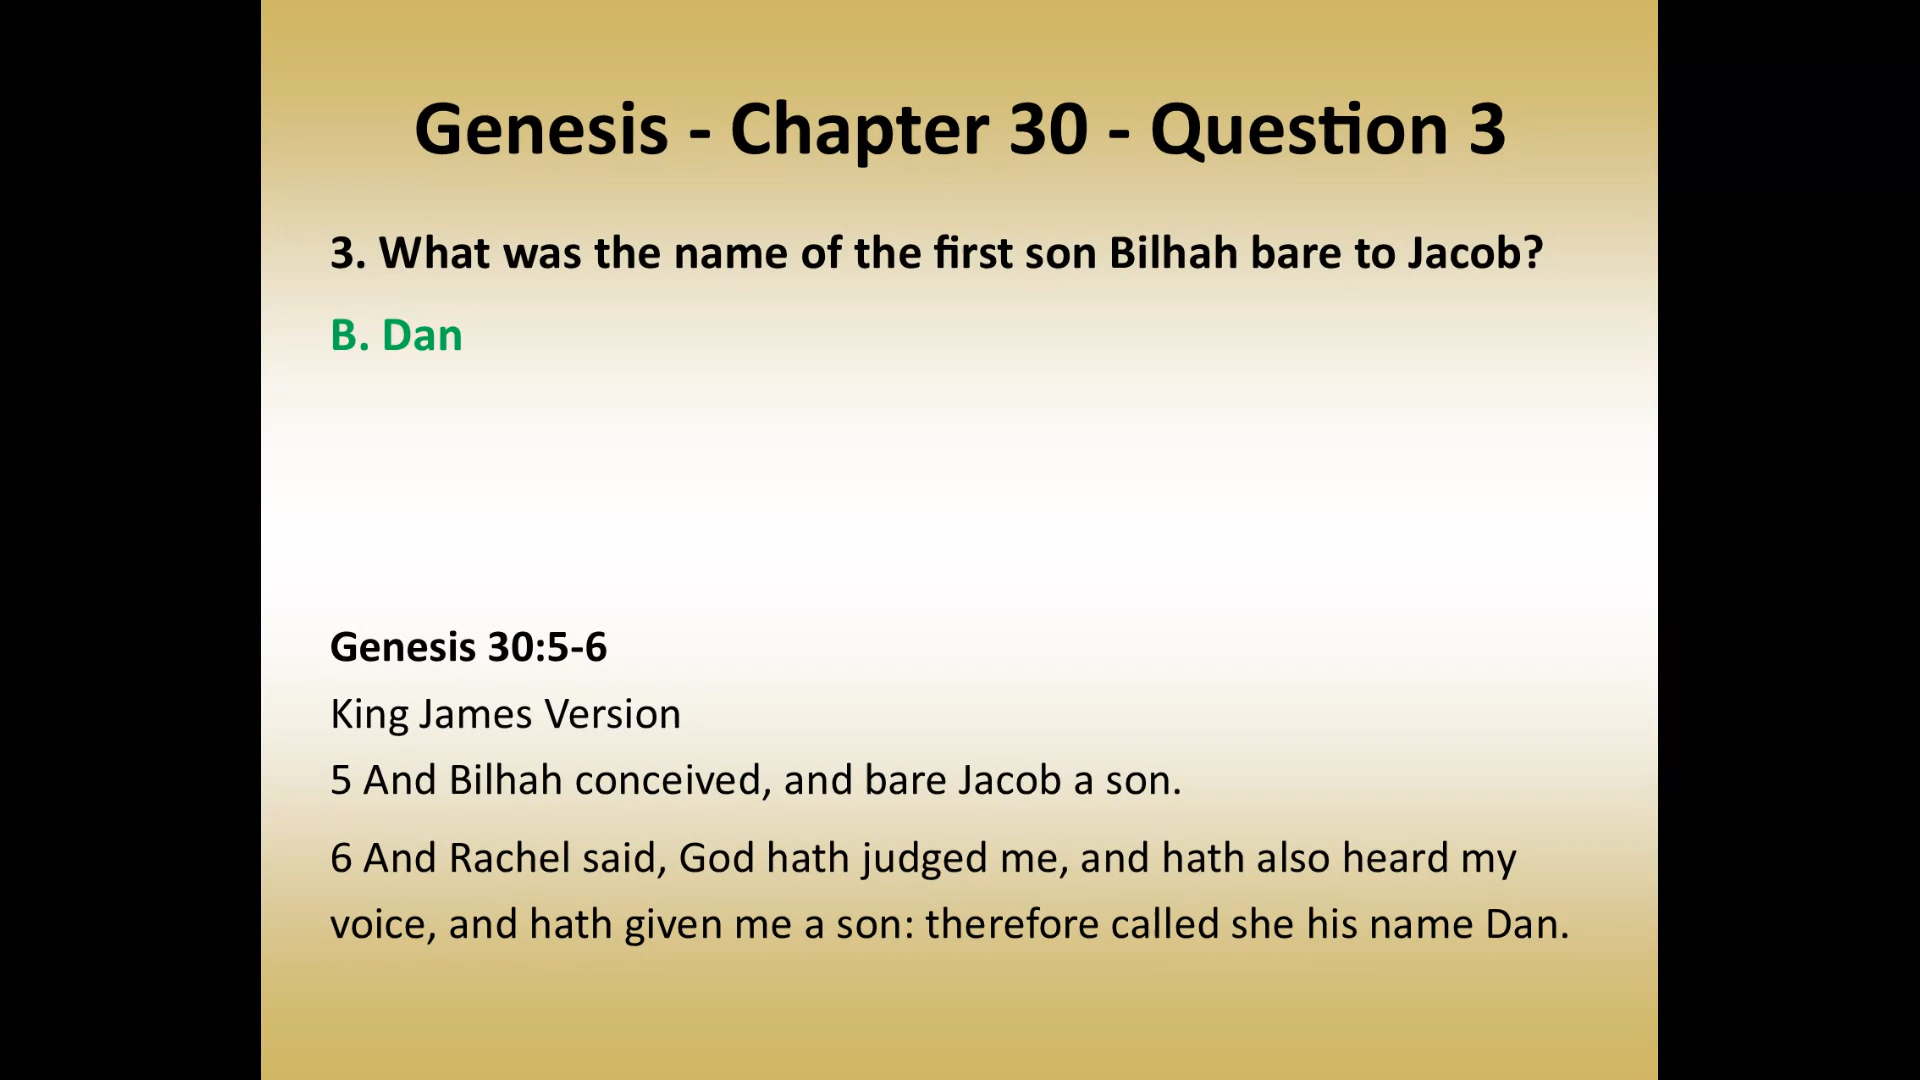 Genesis - Chapter 30 - Question 3
3. What was the name of the first son Bilhah bare to Jacob?
B. Dan
Genesis 30:5-6
King James Version
5 And Bilhah conceived, and bare Jacob a son.
6 And Rachel said, God hath judged me, and hath also heard my
voice, and hath given me a son: therefore called she his name Dan.